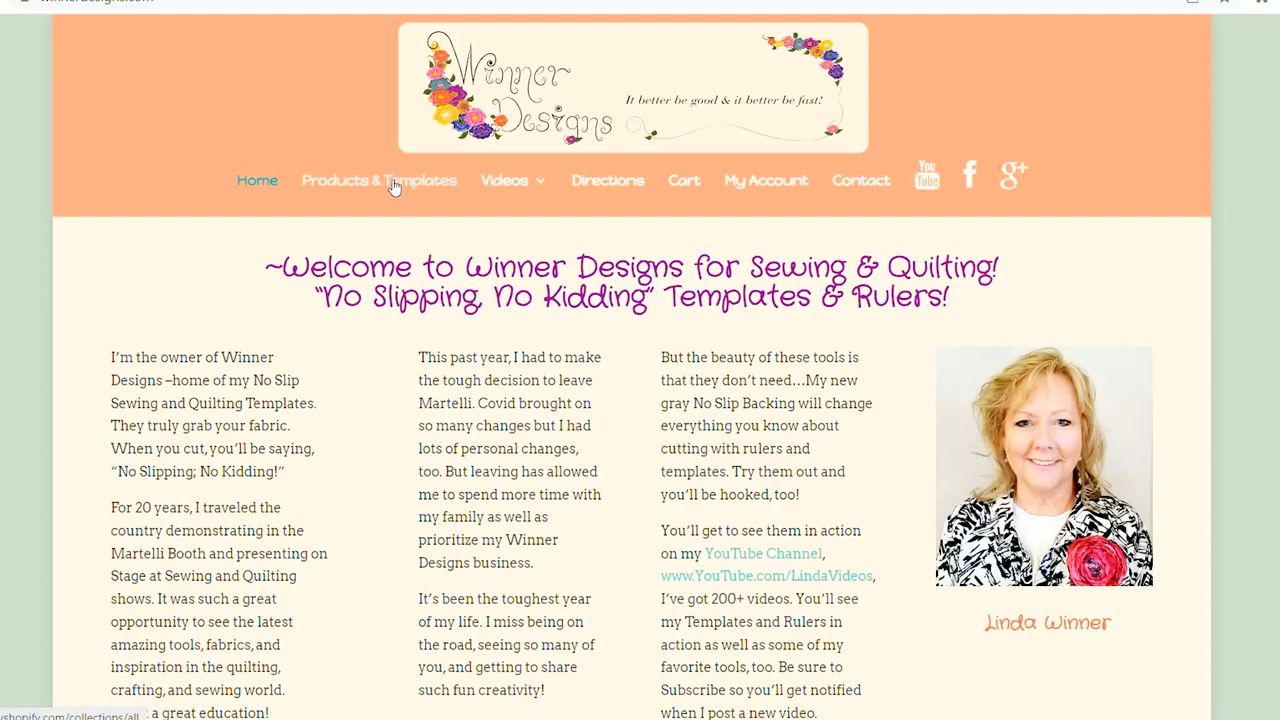 Winner
Designs
It better be good & it better be fast!
Home
Products & Templates
Videos
Directions
Cart
My Account
Contact
You
Tube
f
g+
~Welcome to Winner Designs for Sewing & Quilting!
“No Slipping, No Kidding” Templates & Rulers!
I’m the owner of Winner
Designs –home of my No Slip
Sewing and Quilting Templates.
They truly grab your fabric.
When you cut, you’ll be saying,
“No Slipping; No Kidding!”
For 20 years, I traveled the
country demonstrating in the
Martelli Booth and presenting on
Stage at Sewing and Quilting
shows. It was such a great
opportunity to see the latest
amazing tools, fabrics, and
inspiration in the quilting,
crafting, and sewing world.
a great education!
This past year, I had to make
the tough decision to leave
Martelli. Covid brought on
so many changes but I had
lots of personal changes,
too. But leaving has allowed
me to spend more time with
my family as well as
prioritize my Winner
Designs business.
It’s been the toughest year
of my life. I miss being on
the road, seeing so many of
you, and getting to share
such fun creativity!
But the beauty of these tools is
that they don’t need…My new
gray No Slip Backing will change
everything you know about
cutting with rulers and
templates. Try them out and
you’ll be hooked, too!
You’ll get to see them in action
on my YouTube Channel,
www.YouTube.com/LindaVideos,
I’ve got 200+ videos. You’ll see
my Templates and Rulers in
action as well as some of my
favorite tools, too. Be sure to
Subscribe so you’ll get notified
when I post a new video.
Linda Winner
yshopify.com/collections/all